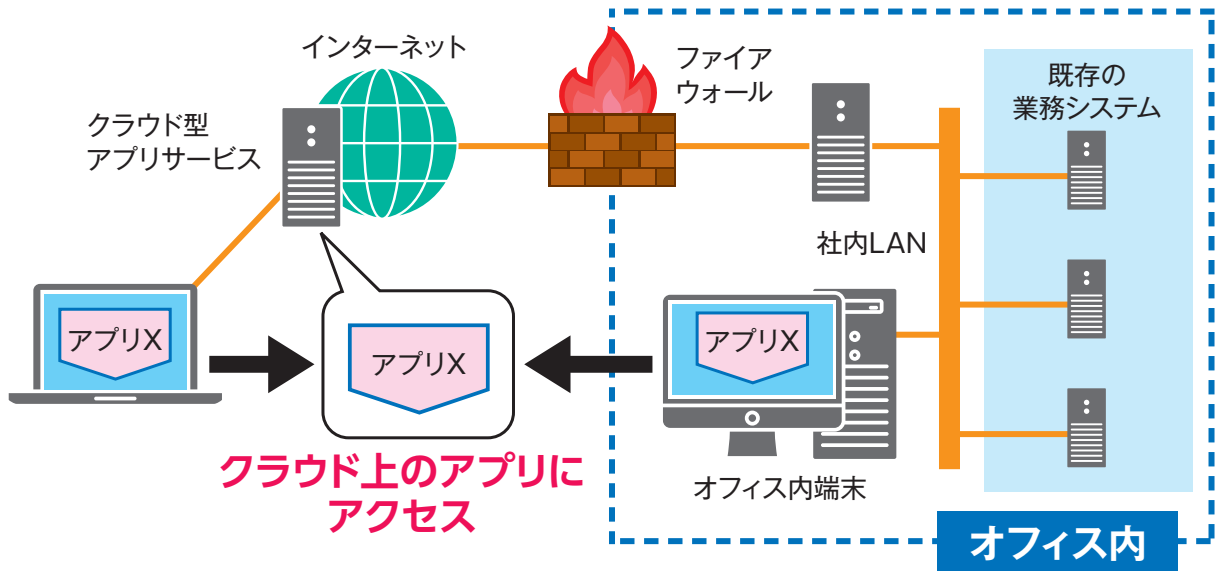 インターネット
クラウド型
アプリサービス
ファイア
ウォール
既存の
業務システム
社内LAN
アプリX
アプリX
アプリX
クラウド上のアプリに
アクセス
オフィス内端末
オフィス内